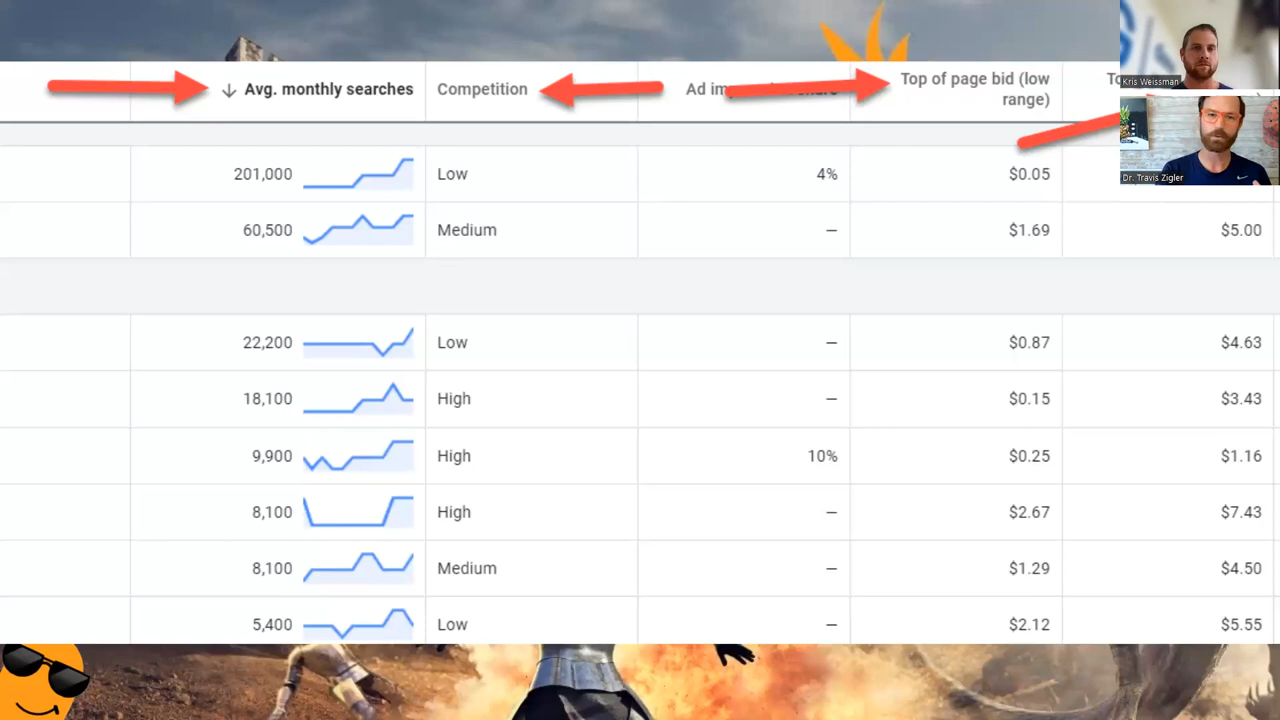 Avg. monthly searches
Competition
Top of page bid (low
range)
Kris Weissman
Dr. Travis Zigler
201,000 Low 4% $0.05
60,500 Medium – $1.69 $5.00
22,200 Low – $0.87 $4.63
18,100 High – $0.15 $3.43
9,900 High 10% $0.25 $1.16
8,100 High – $2.67 $7.43
8,100 Medium – $1.29 $4.50
5,400 Low – $2.12 $5.55